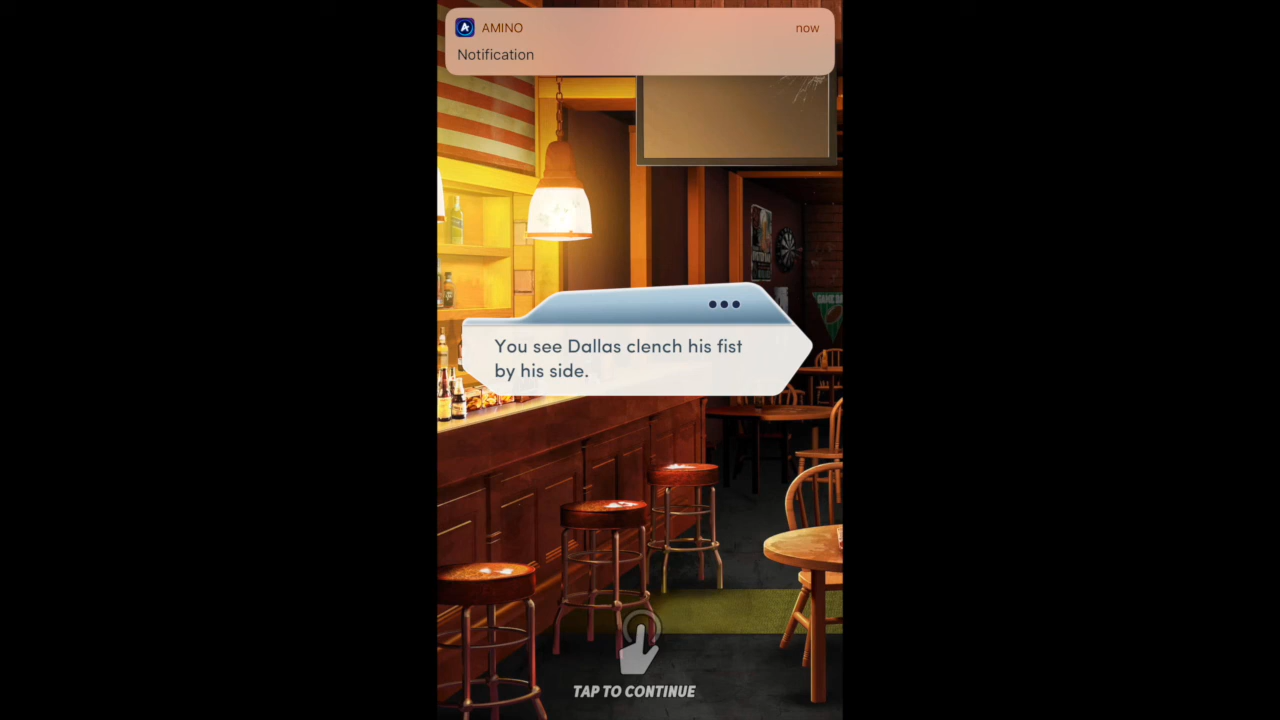 AMINO
now
Notification
You see Dallas clench his fist
by his side.
TAP TO CONTINUE